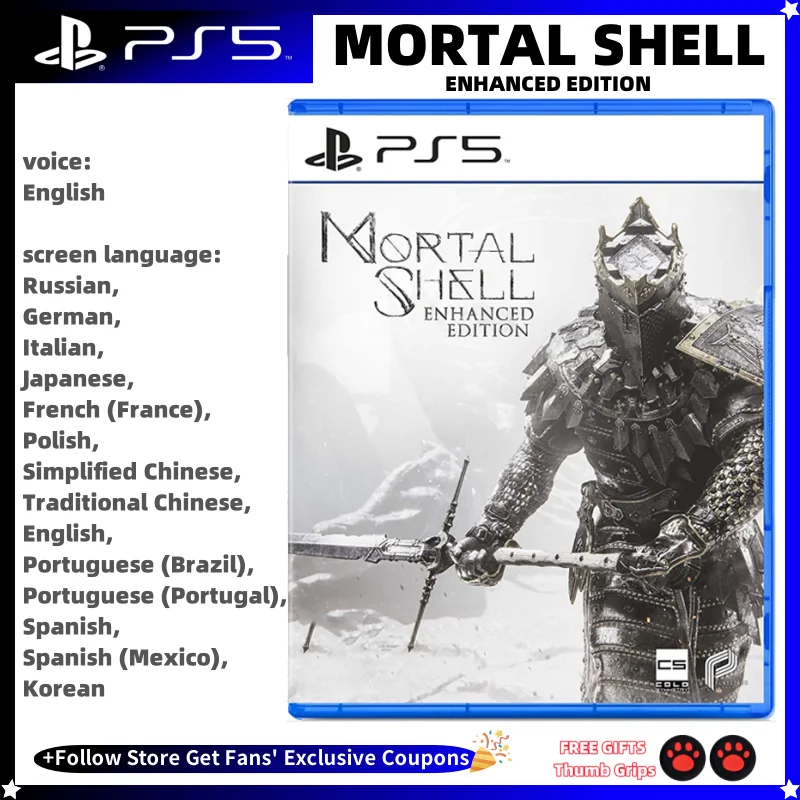 PS5
MORTAL SHELL
ENHANCED EDITION
PS5
voice:
English
screen language:
Russian,
German,
Italian,
Japanese,
French (France),
Polish,
Simplified Chinese,
Traditional Chinese,
English,
Portuguese (Brazil),
Portuguese (Portugal),
Spanish,
Spanish (Mexico),
Korean
MORTAL
SHELL
ENHANCED
EDITION
CS
COLD
SYMMETRY
+Follow Store Get Fans' Exclusive Coupons
FREE GIFTS
Thumb Grips